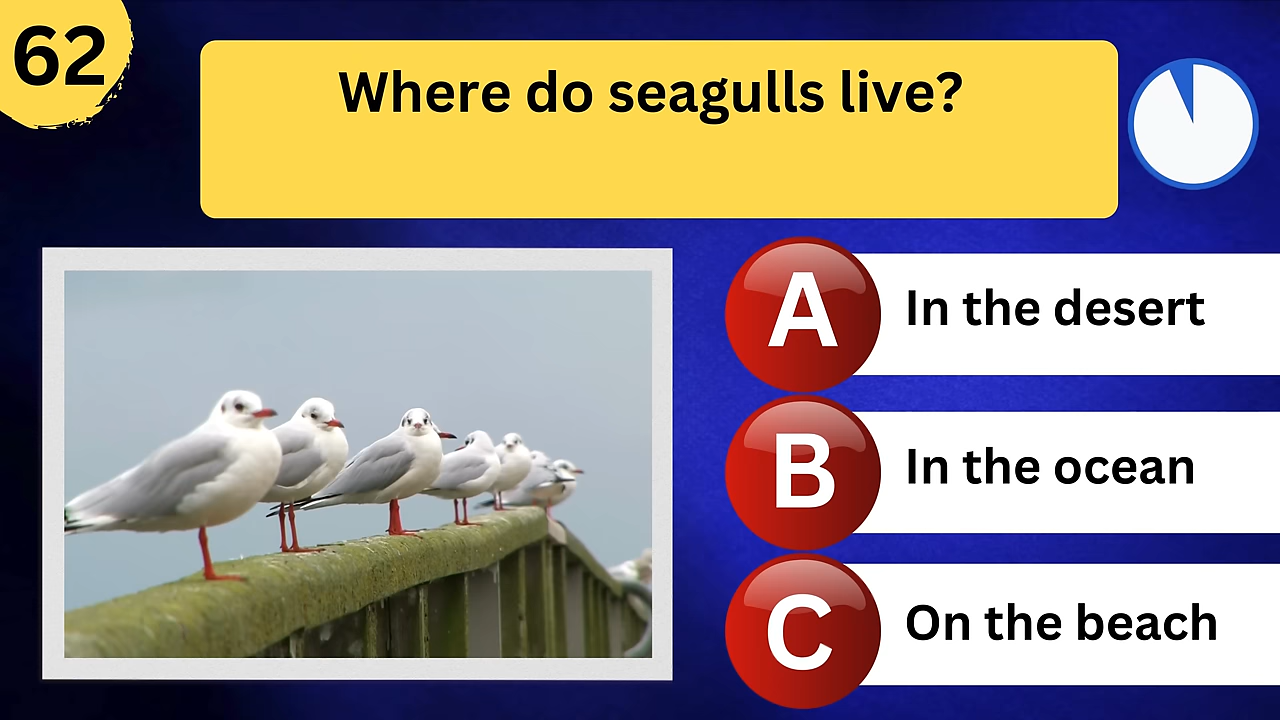 62
Where do seagulls live?
A
In the desert
B
In the ocean
C
On the beach